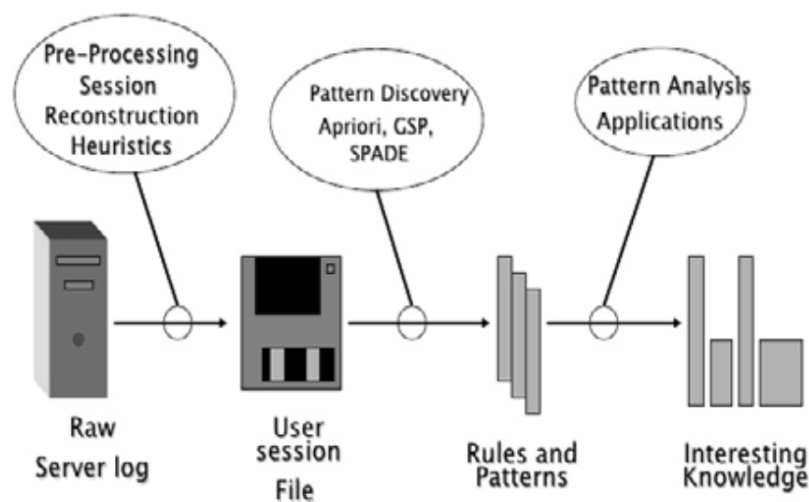 Pre-Processing
Session
Reconstruction
Heuristics
Pattern Discovery
Apriori, GSP,
SPADE
Pattern Analysis
Applications
Raw
Server log
User
session
File
Rules and
Patterns
Interesting
Knowledge